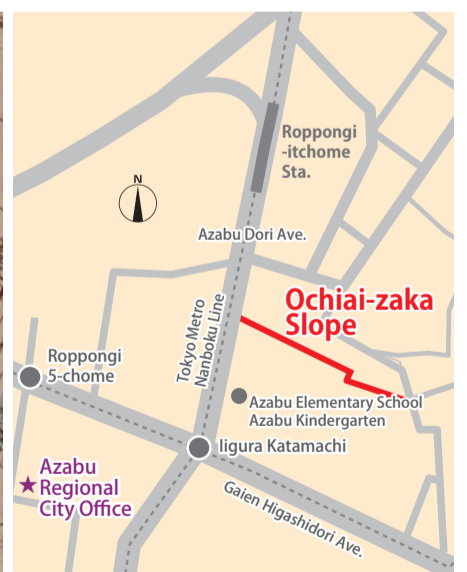 Roppongi
-itchome
Sta.
N
Azabu Dori Ave.
Ochiai-zaka
Slope
Tokyo Metro
Nanboku Line
Roppongi
5-chome
Azabu Elementary School
Azabu Kindergarten
Iigura Katamachi
Azabu
Regional
City Office
Gaien Higashidori Ave.